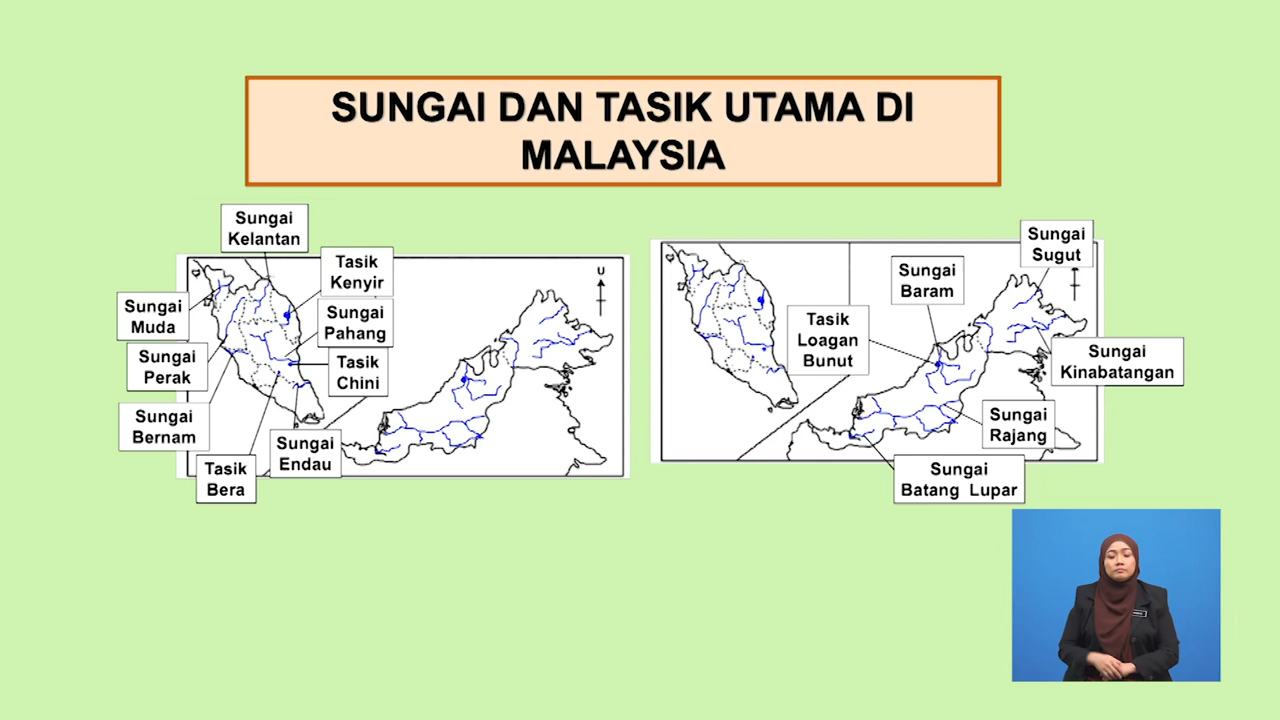 SUNGAI DAN TASIK UTAMA DI
MALAYSIA
Sungai
Kelantan
Tasik
Kenyir
Sungai
Muda
Sungai
Pahang
Sungai
Perak
Tasik
Chini
Sungai
Bernam
Sungai
Endau
Tasik
Bera
U
Sungai
Sugut
Sungai
Baram
Tasik
Loagan
Bunut
Sungai
Kinabatangan
Sungai
Rajang
Sungai
Batang Lupar